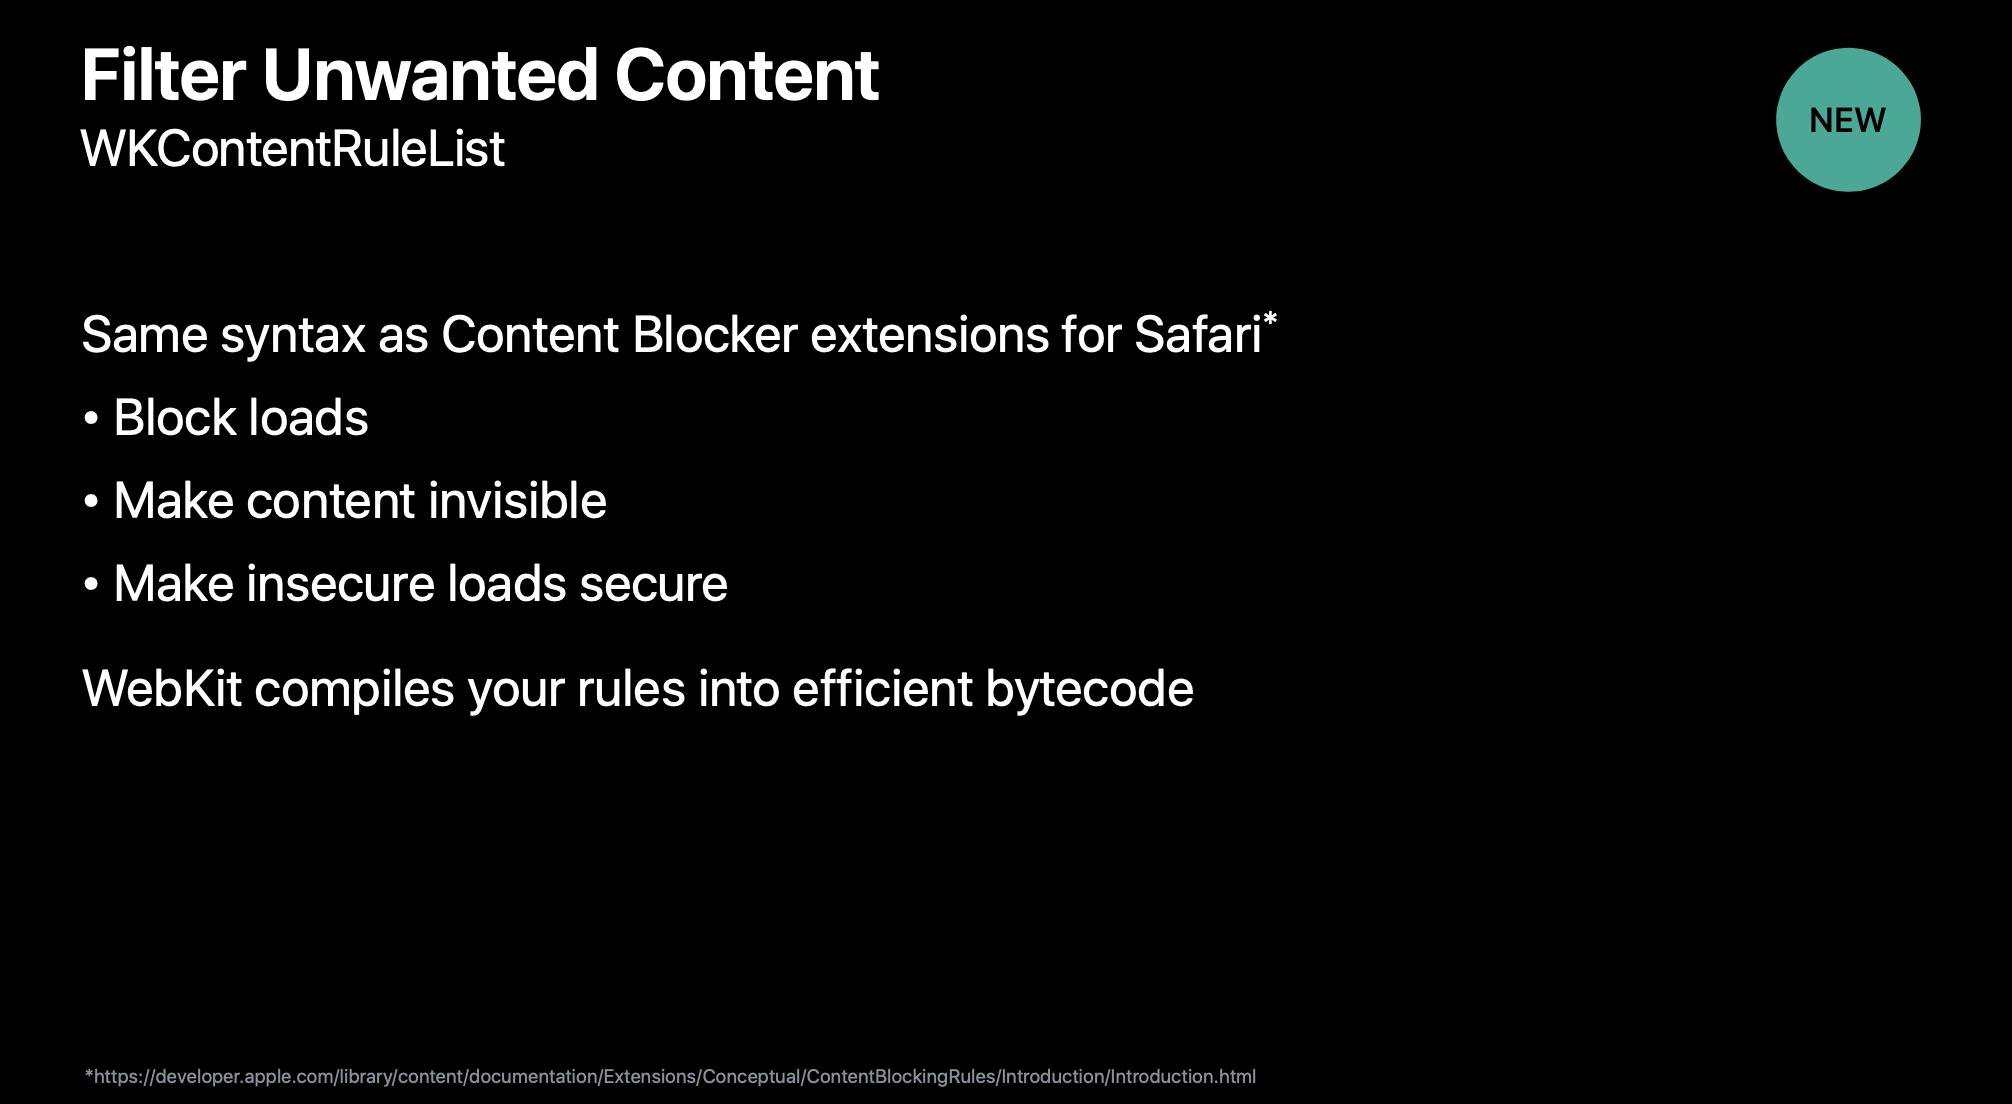 Filter Unwanted Content
WKContentRuleList
NEW
Same syntax as Content Blocker extensions for Safari*
• Block loads
• Make content invisible
• Make insecure loads secure
WebKit compiles your rules into efficient bytecode
*https://developer.apple.com/library/content/documentation/Extensions/Conceptual/ContentBlockingRules/Introduction/Introduction.html